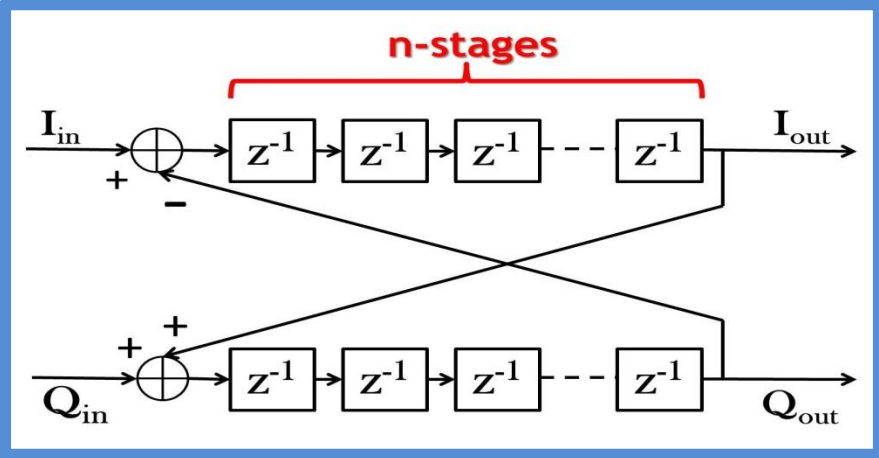 n-stages
I_in + − z⁻¹ z⁻¹ z⁻¹ z⁻¹ I_out
Q_in + + z⁻¹ z⁻¹ z⁻¹ z⁻¹ Q_out